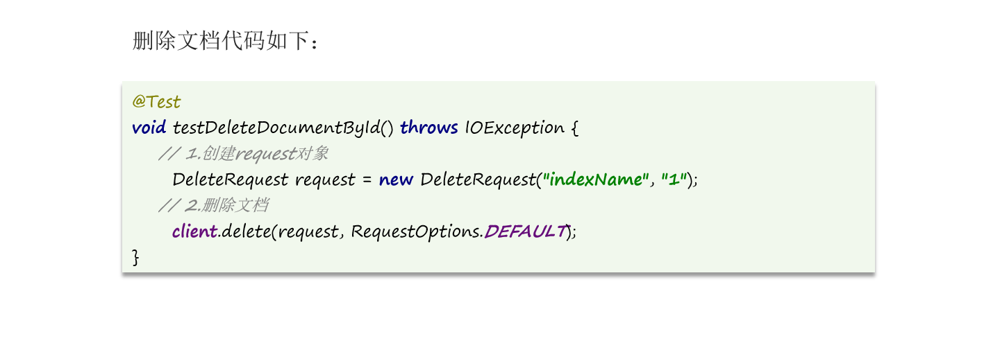 删除文档代码如下：
@Test
void testDeleteDocumentById() throws IOException {
// 1.创建request对象
DeleteRequest request = new DeleteRequest("indexName", "1");
// 2.删除文档
client.delete(request, RequestOptions.DEFAULT);
}